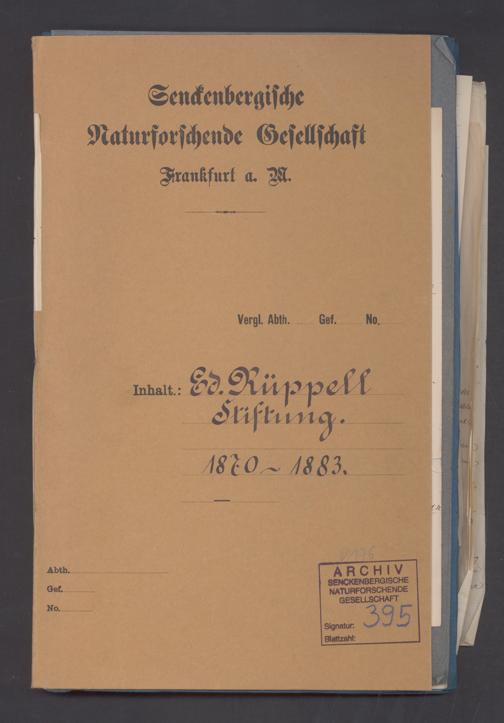 Senckenbergische
Naturforschende Gesellschaft
Frankfurt a. M.
Vergl. Abth. Gef. No.
Inhalt.: Ed. Rüppell
Stiftung.
1870 - 1883.
Abth.
Gef.
No.
ARCHIV
SENCKENBERGISCHE
NATURFORSCHENDE
GESELLSCHAFT
Signatur: 395
Blattzahl: